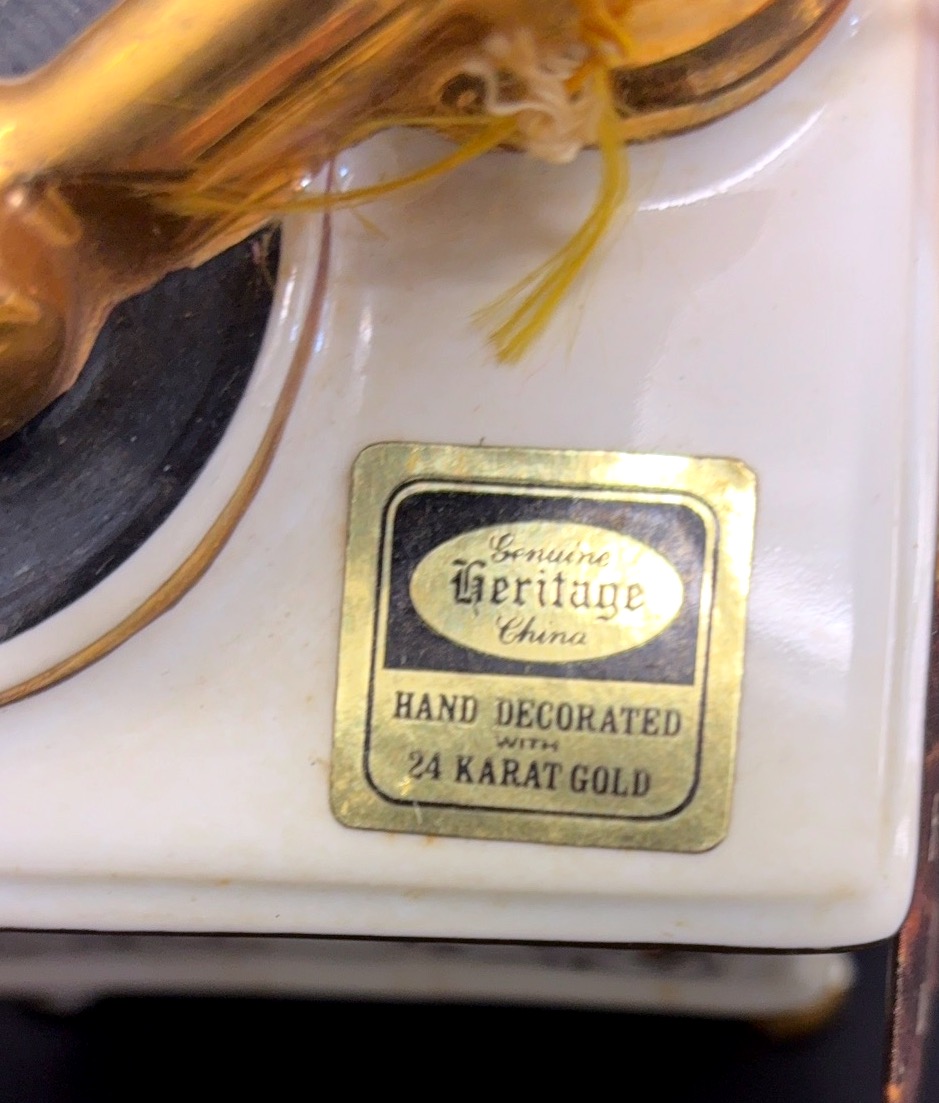 Genuine
Heritage
China
HAND DECORATED
WITH
24 KARAT GOLD